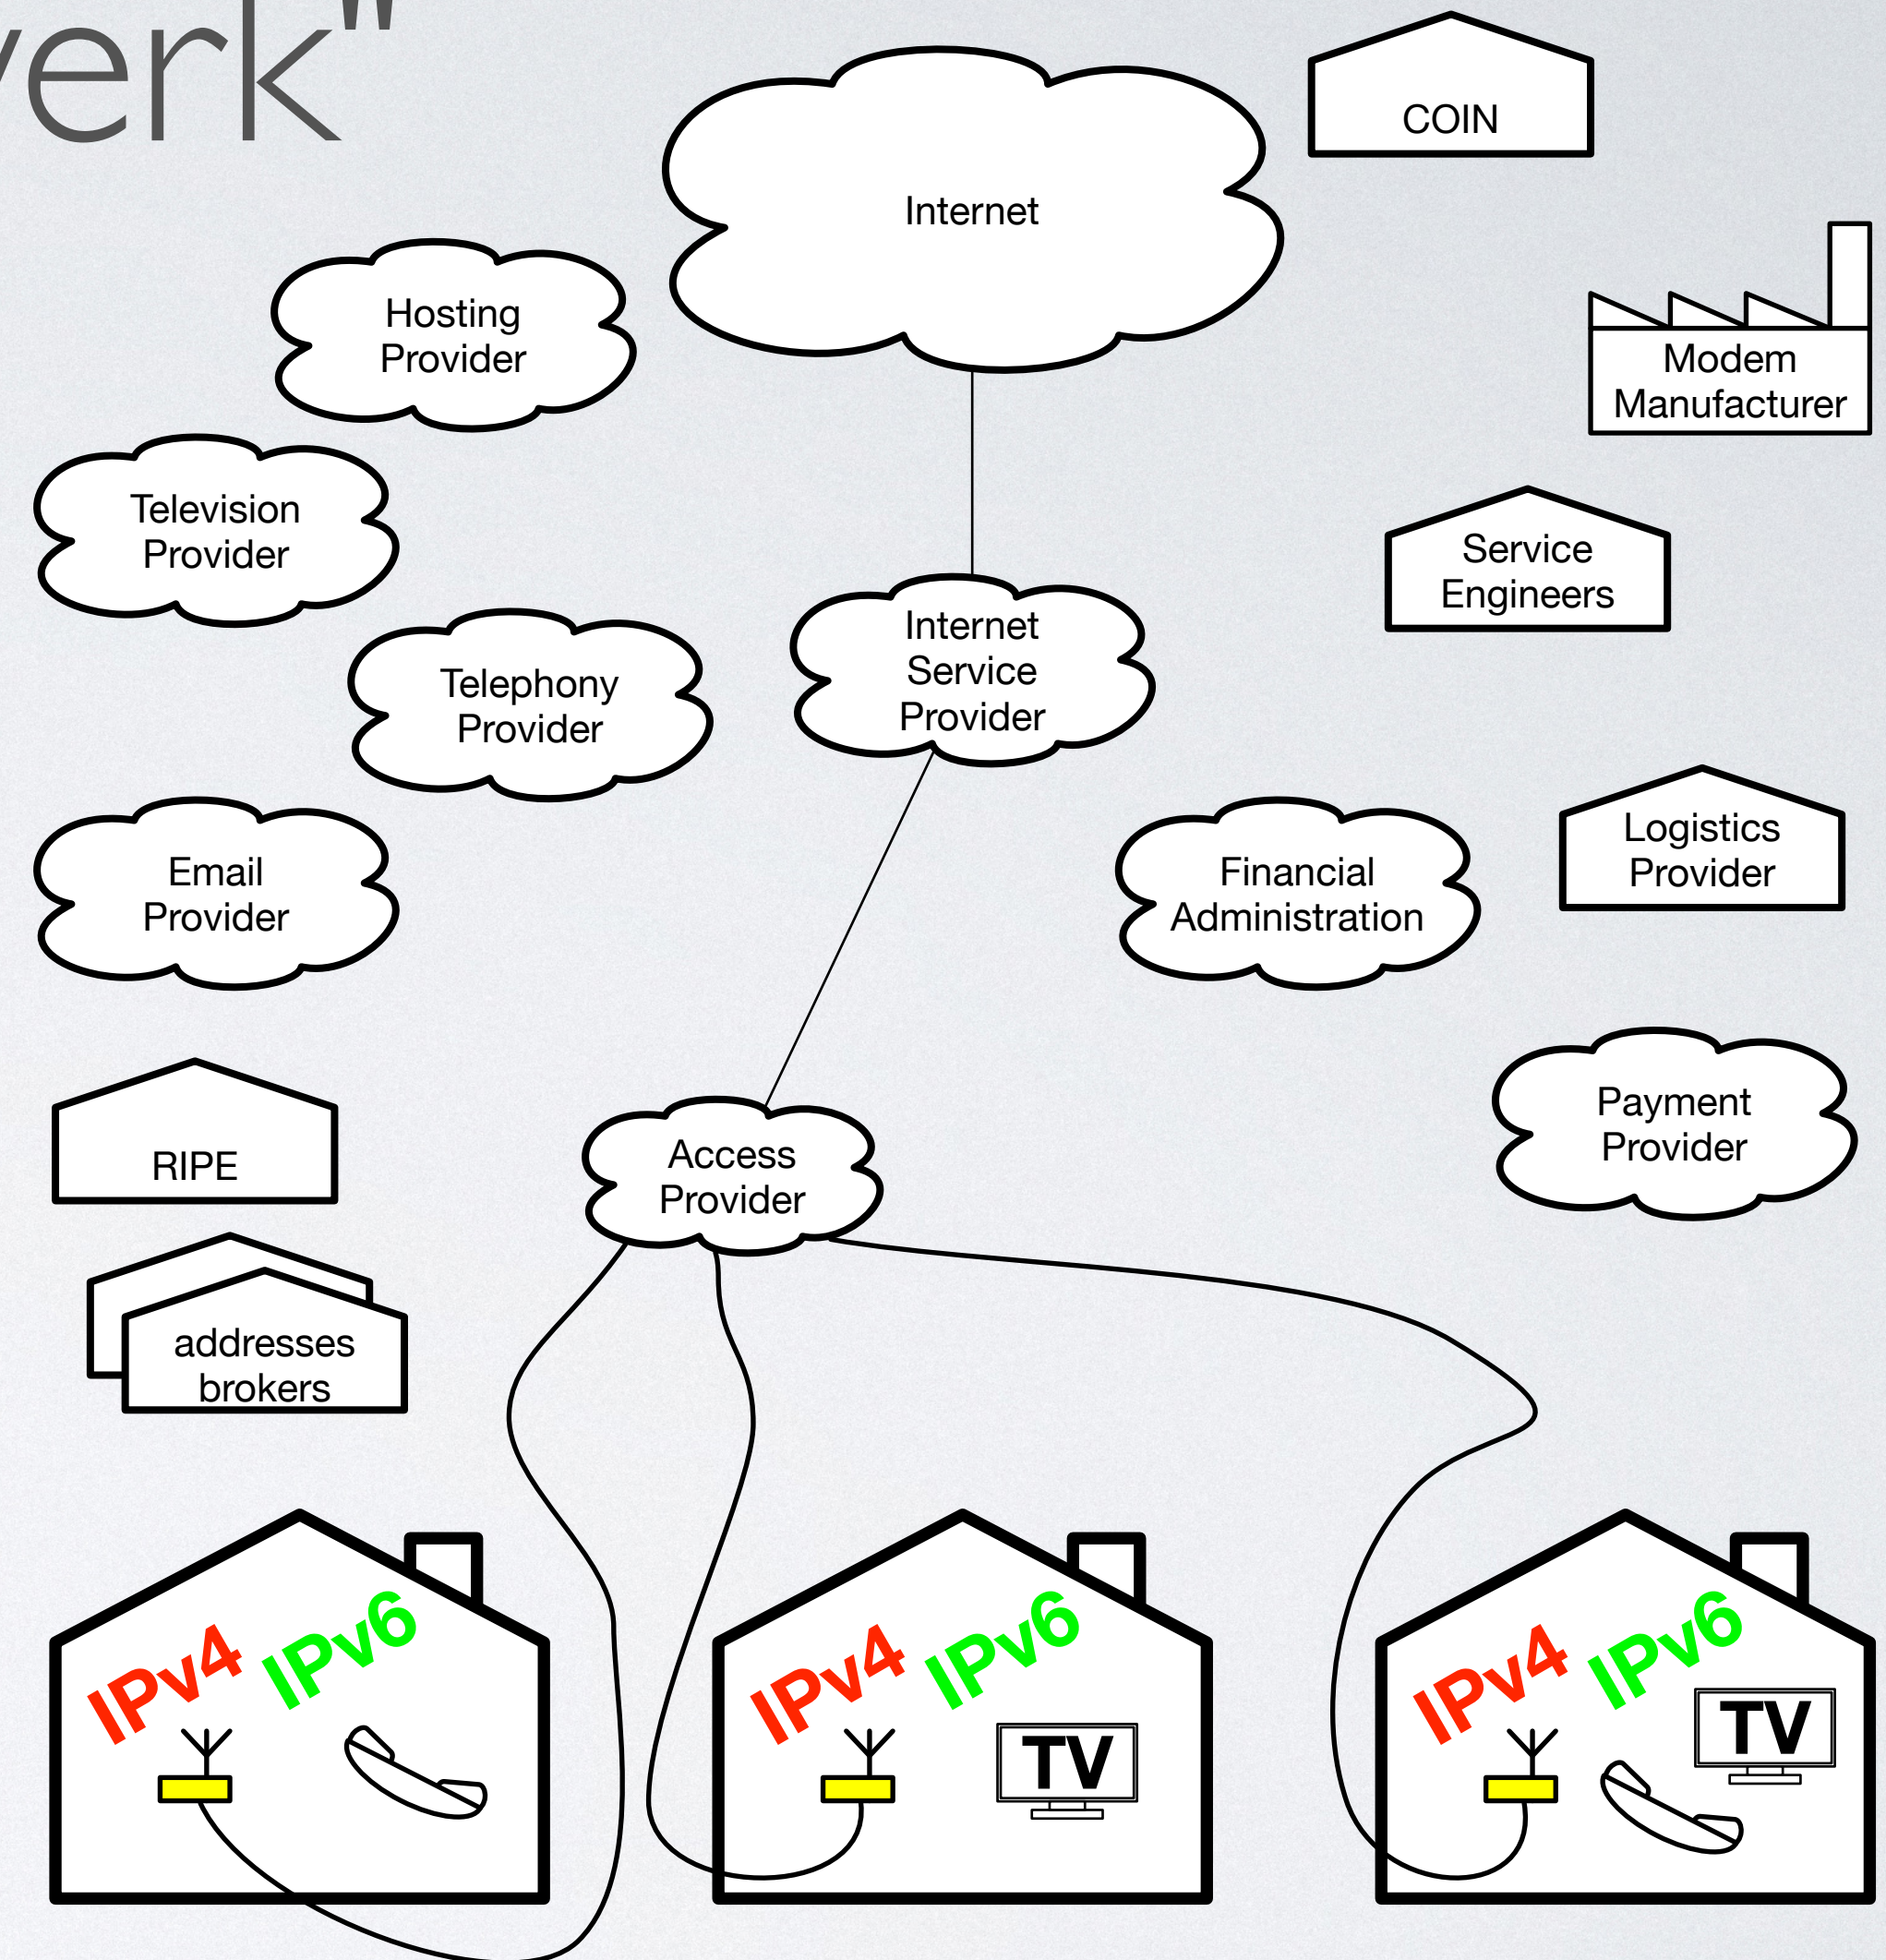 verk"
Internet
COIN
Hosting
Provider
Modem
Manufacturer
Television
Provider
Service
Engineers
Internet
Service
Provider
Telephony
Provider
Email
Provider
Financial
Administration
Logistics
Provider
RIPE
Access
Provider
Payment
Provider
addresses
brokers
IPv4 IPv6
IPv4 IPv6
TV
IPv4 IPv6
TV